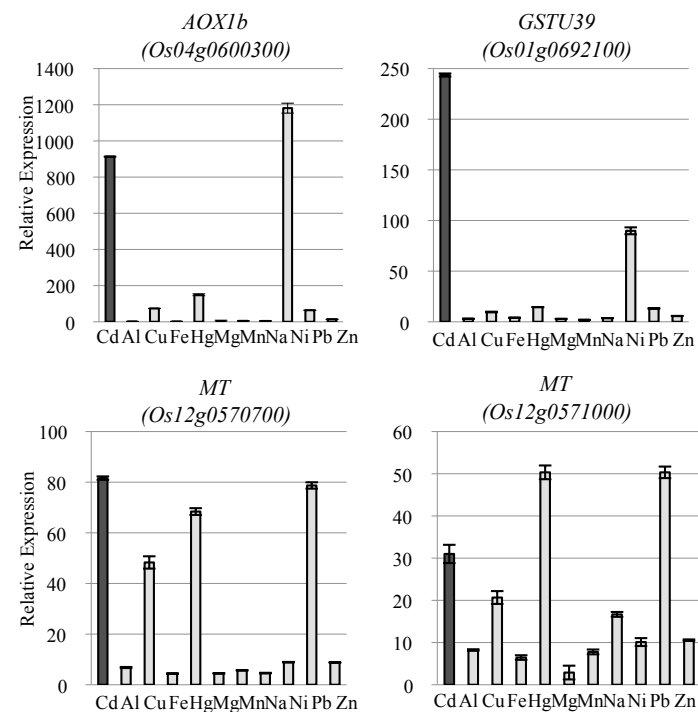 AOX1b
(Os04g0600300)
1400
1200
1000
800
600
400
200
0
Relative Expression
Cd Al Cu Fe Hg Mg Mn Na Ni Pb Zn
GSTU39
(Os01g0692100)
250
200
150
100
50
0
Cd Al Cu Fe Hg Mg Mn Na Ni Pb Zn
MT
(Os12g0570700)
100
80
60
40
20
0
Relative Expression
Cd Al Cu Fe Hg Mg Mn Na Ni Pb Zn
MT
(Os12g0571000)
60
50
40
30
20
10
0
Cd Al Cu Fe Hg Mg Mn Na Ni Pb Zn